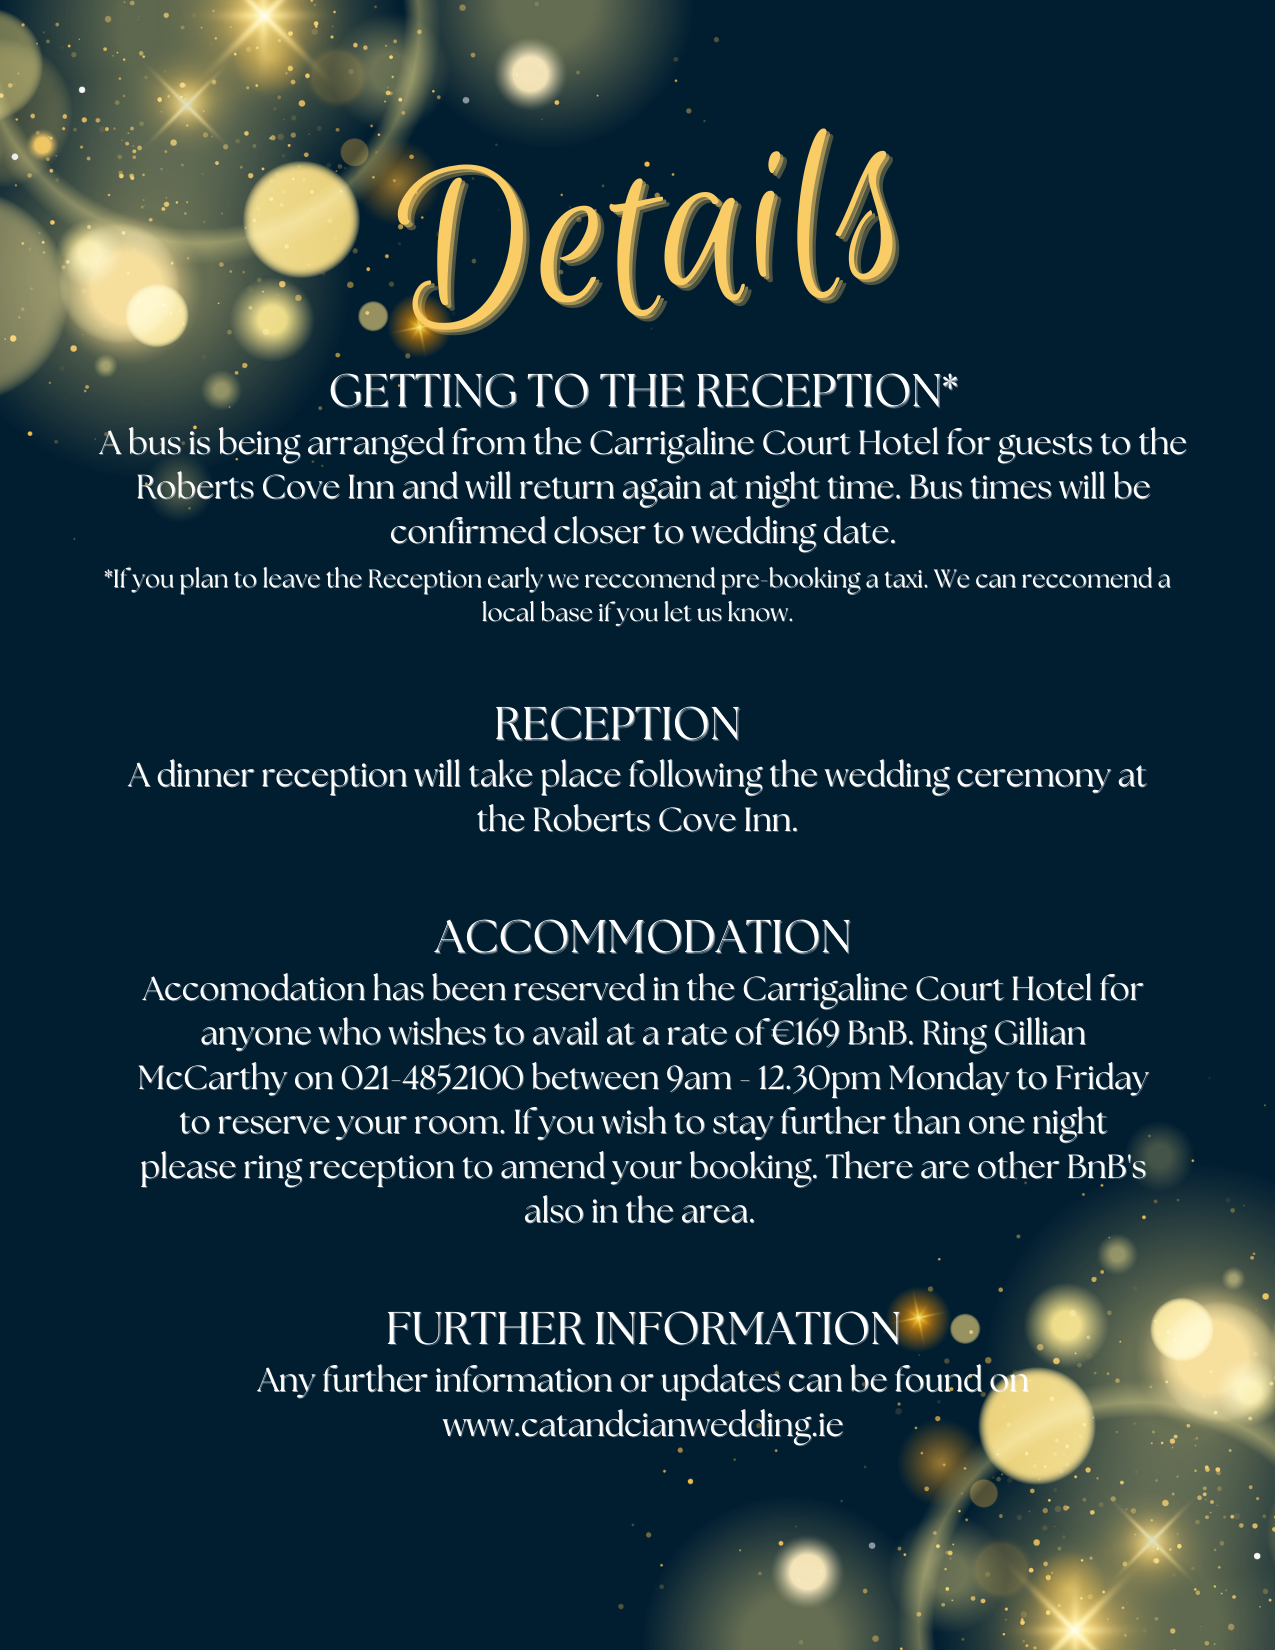 Details
GETTING TO THE RECEPTION*
A bus is being arranged from the Carrigaline Court Hotel for guests to the
Roberts Cove Inn and will return again at night time. Bus times will be
confirmed closer to wedding date.
*If you plan to leave the Reception early we reccomend pre-booking a taxi. We can reccomend a
local base if you let us know.
RECEPTION
A dinner reception will take place following the wedding ceremony at
the Roberts Cove Inn.
ACCOMMODATION
Accomodation has been reserved in the Carrigaline Court Hotel for
anyone who wishes to avail at a rate of €169 BnB. Ring Gillian
McCarthy on 021-4852100 between 9am - 12.30pm Monday to Friday
to reserve your room. If you wish to stay further than one night
please ring reception to amend your booking. There are other BnB's
also in the area.
FURTHER INFORMATION
Any further information or updates can be found on
www.catandcianwedding.ie